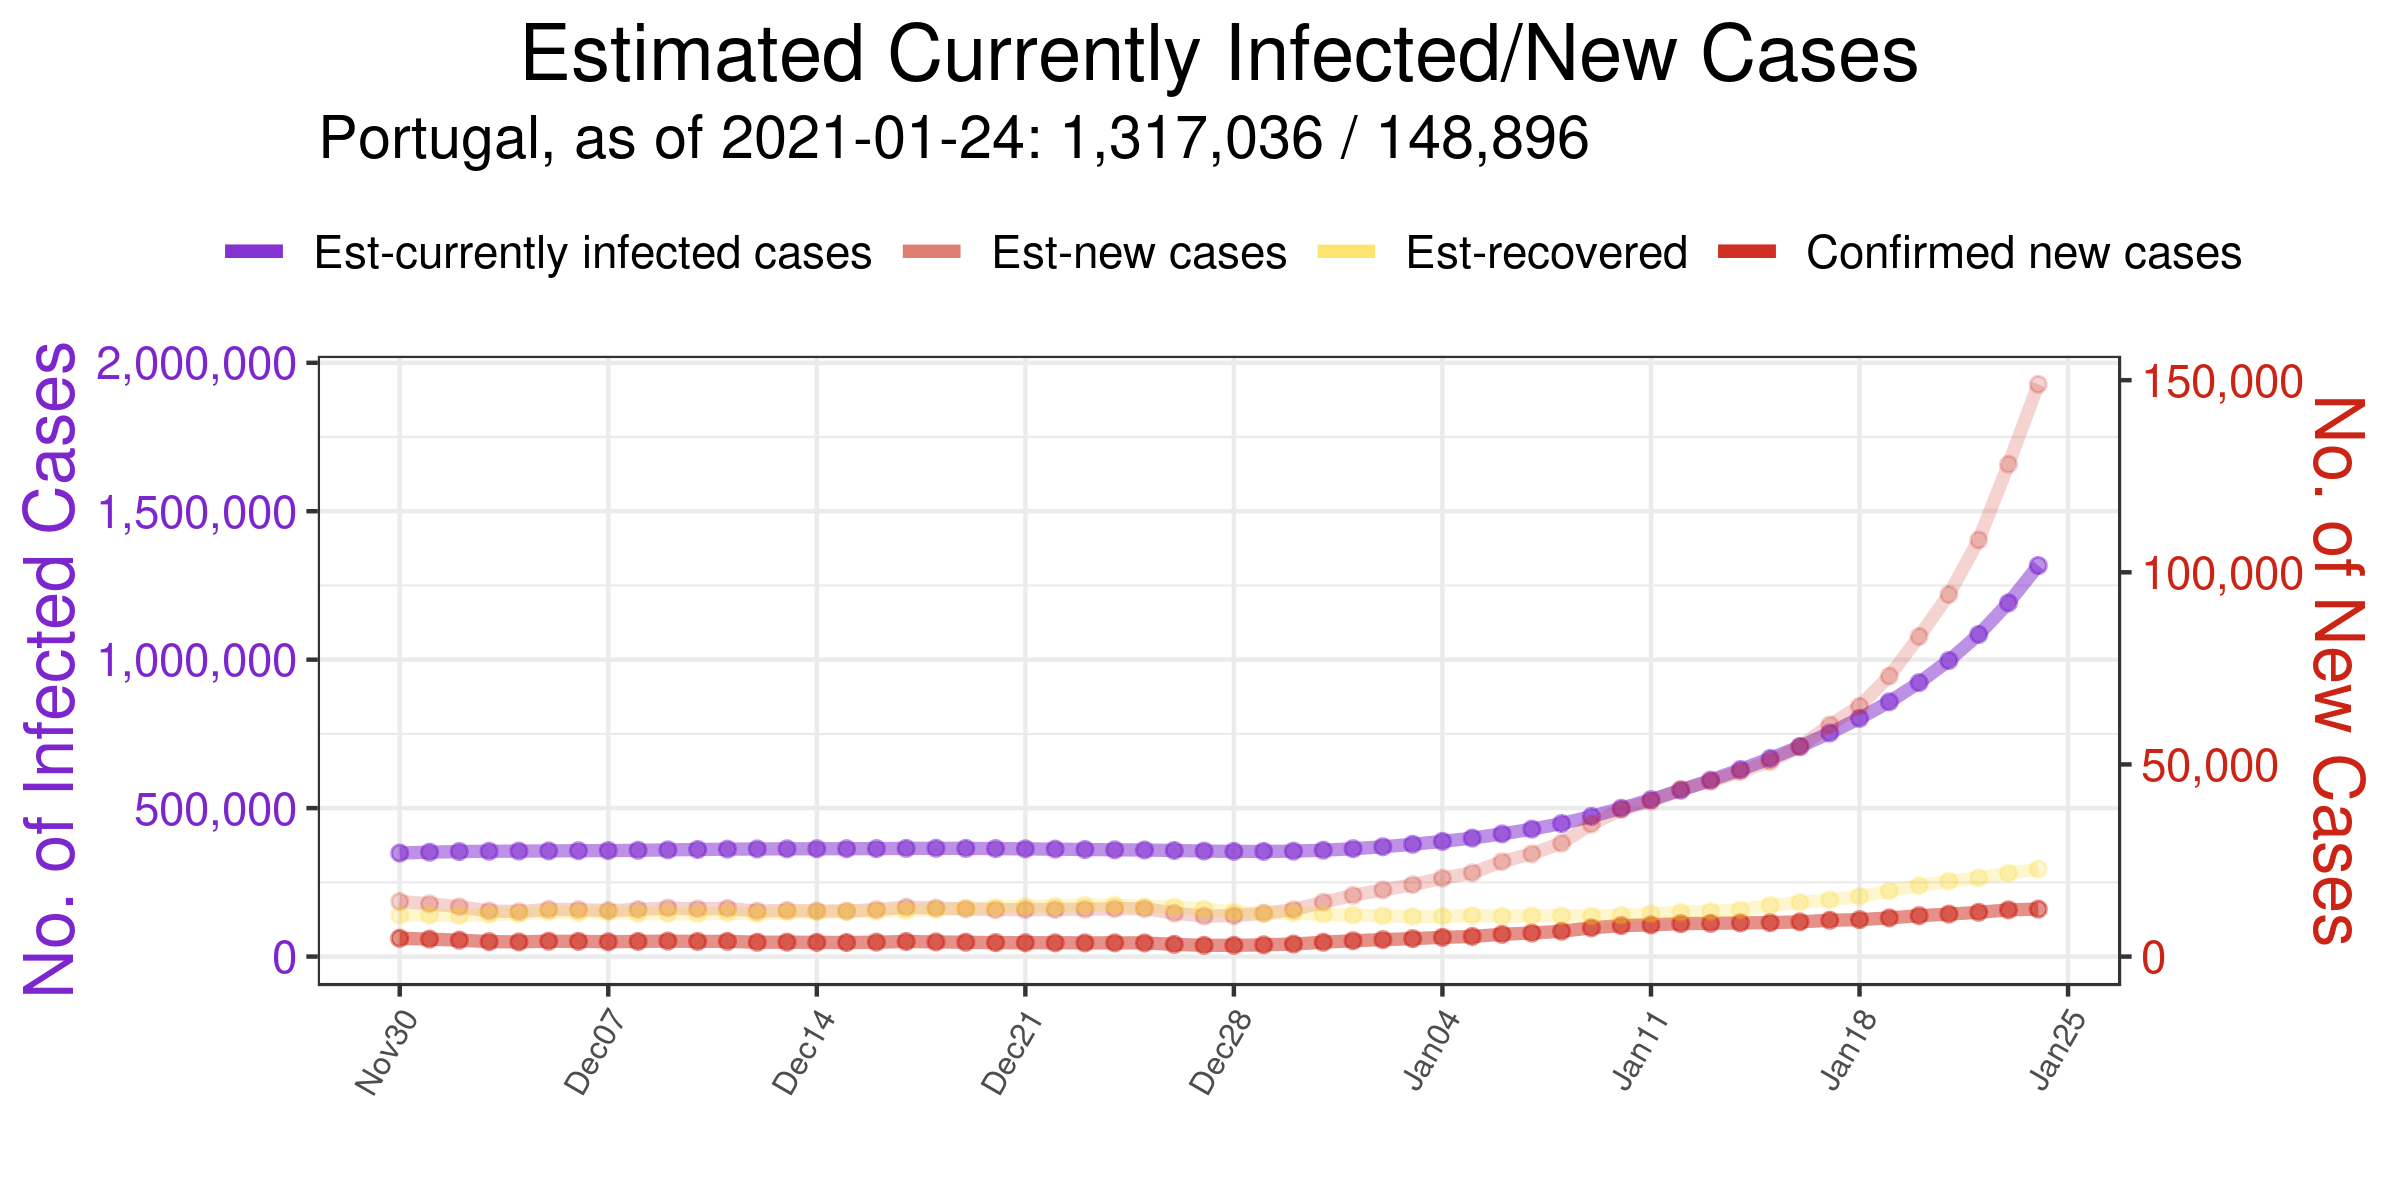 Estimated Currently Infected/New Cases
Portugal, as of 2021-01-24: 1,317,036 / 148,896
Est-currently infected cases Est-new cases Est-recovered Confirmed new cases
No. of Infected Cases
2,000,000
1,500,000
1,000,000
500,000
0
150,000
100,000
50,000
0
No. of New Cases
Nov30 Dec07 Dec14 Dec21 Dec28 Jan04 Jan11 Jan18 Jan25